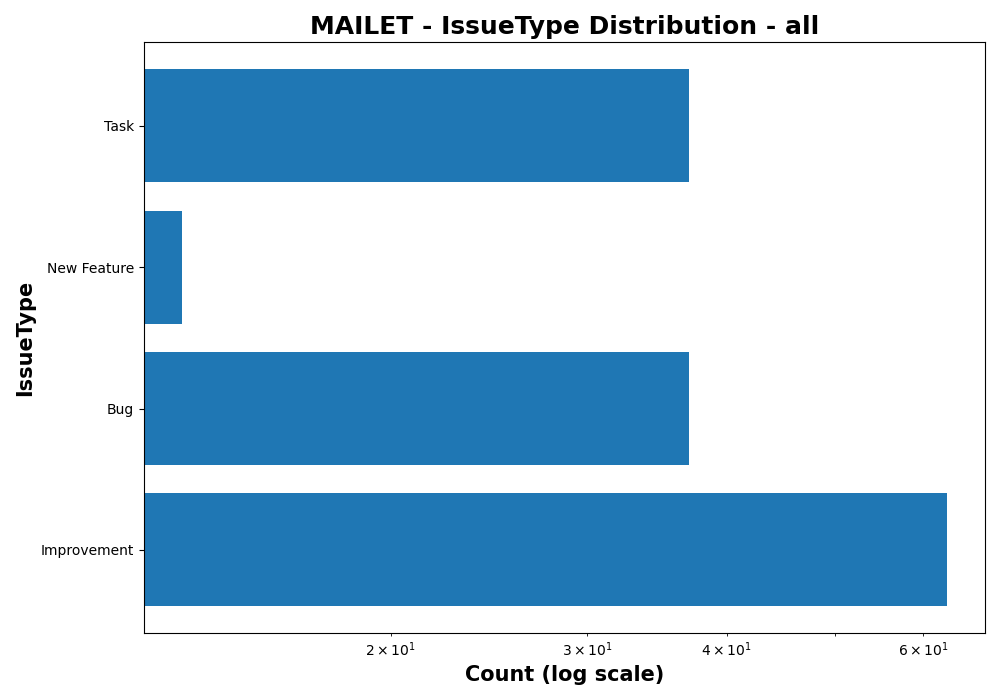 MAILET - IssueType Distribution - all
IssueType
Task
New Feature
Bug
Improvement
2 × 10¹
3 × 10¹
4 × 10¹
6 × 10¹
Count (log scale)